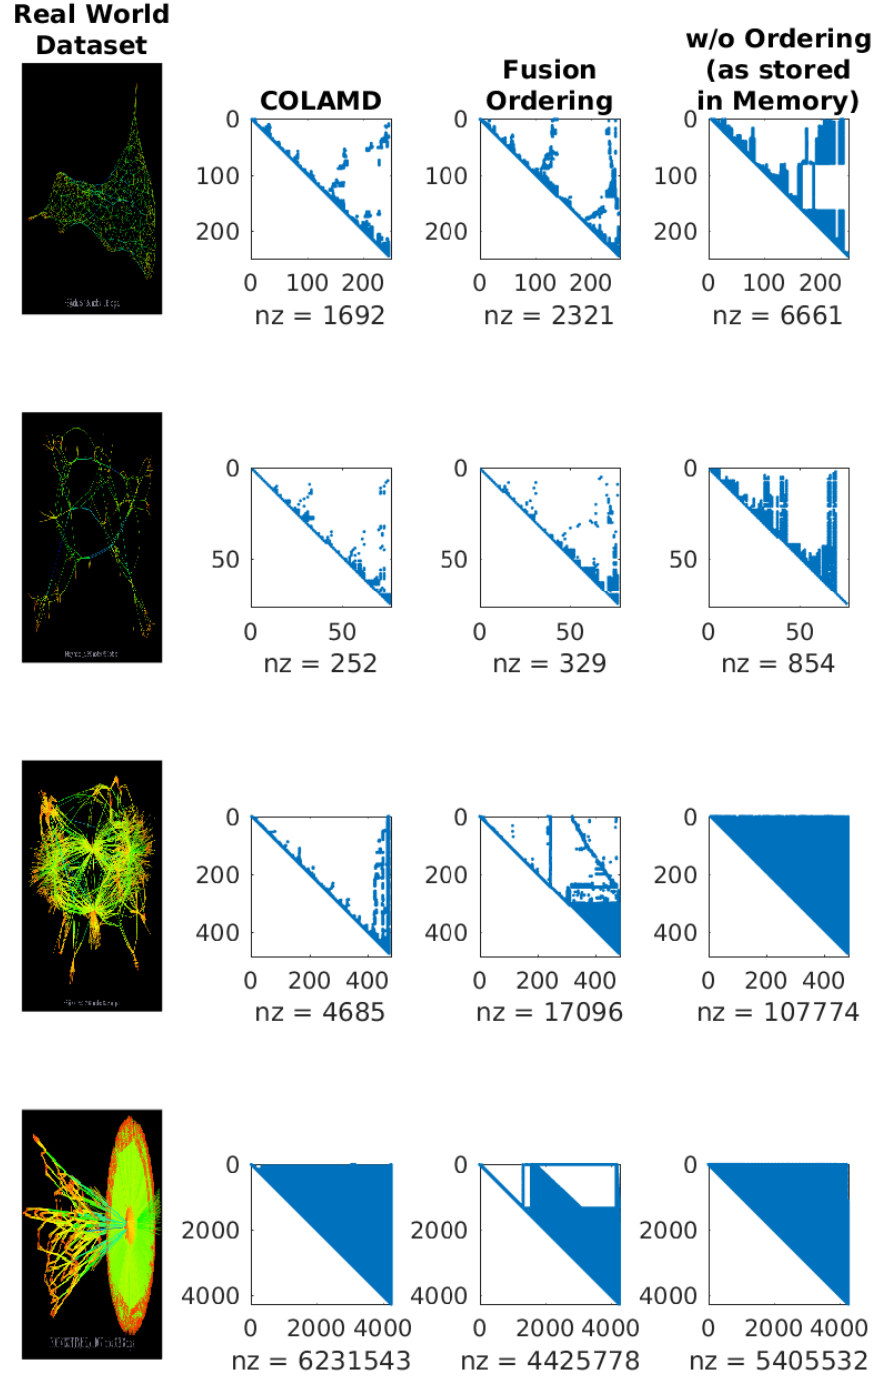 Real World
Dataset
COLAMD
Fusion
Ordering
w/o Ordering
(as stored
in Memory)
0
100
200
0 100 200
nz = 1692
0
100
200
0 100 200
nz = 2321
0
100
200
0 100 200
nz = 6661
0
50
0 50
nz = 252
0
50
0 50
nz = 329
0
50
0 50
nz = 854
0
200
400
0 200 400
nz = 4685
0
200
400
0 200 400
nz = 17096
0
200
400
0 200 400
nz = 107774
0
2000
4000
0 2000 4000
nz = 6231543
0
2000
4000
0 2000 4000
nz = 4425778
0
2000
4000
0 2000 4000
nz = 5405532